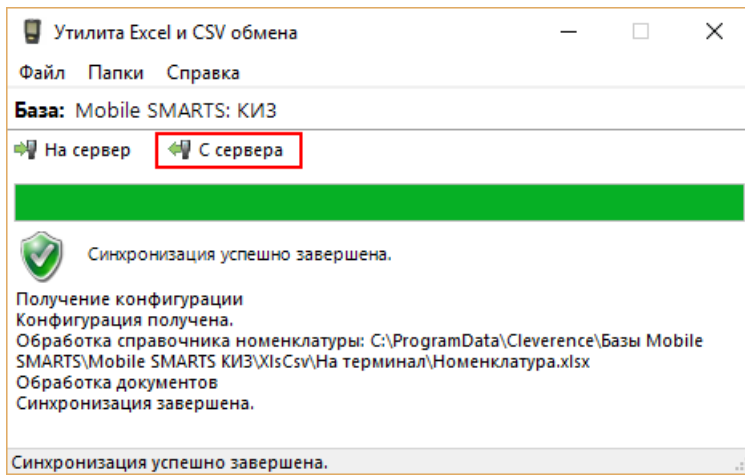 Утилита Excel и CSV обмена
Файл Папки Справка
База: Mobile SMARTS: КИЗ
На сервер С сервера
Синхронизация успешно завершена.
Получение конфигурации
Конфигурация получена.
Обработка справочника номенклатуры: C:\ProgramData\Cleverence\Базы Mobile
SMARTS\Mobile SMARTS КИЗ\XlsCsv\На терминал\Номенклатура.xlsx
Обработка документов
Синхронизация завершена.
Синхронизация успешно завершена.